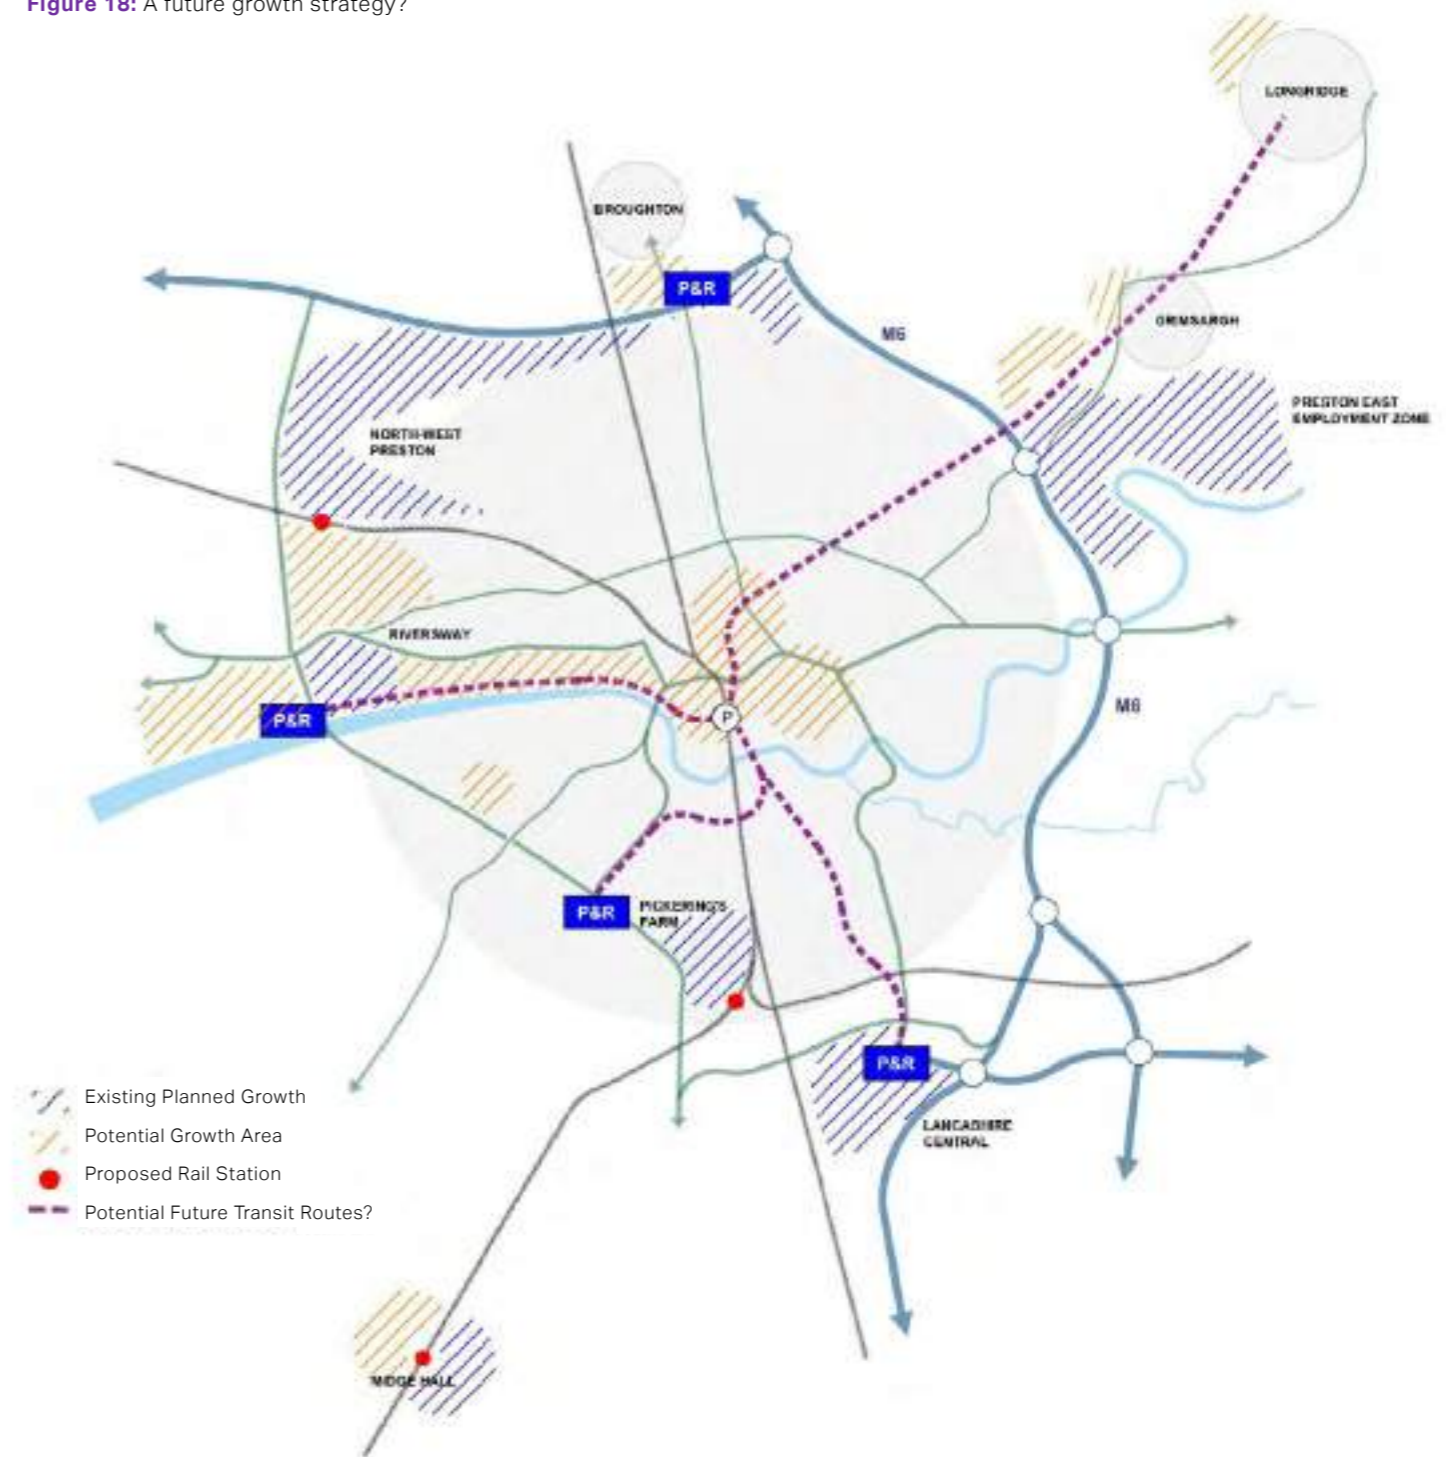 Figure 18: A future growth strategy?
LONGRIDGE
BROUGHTON
P&R
M6
GRIMSARGH
PRESTON EAST
EMPLOYMENT ZONE
NORTH-WEST
PRESTON
RIVERSWAY
P&R
P
M6
P&R
PICKERING'S
FARM
P&R
LANCASHIRE
CENTRAL
Existing Planned Growth
Potential Growth Area
Proposed Rail Station
Potential Future Transit Routes?
MIDGE HALL